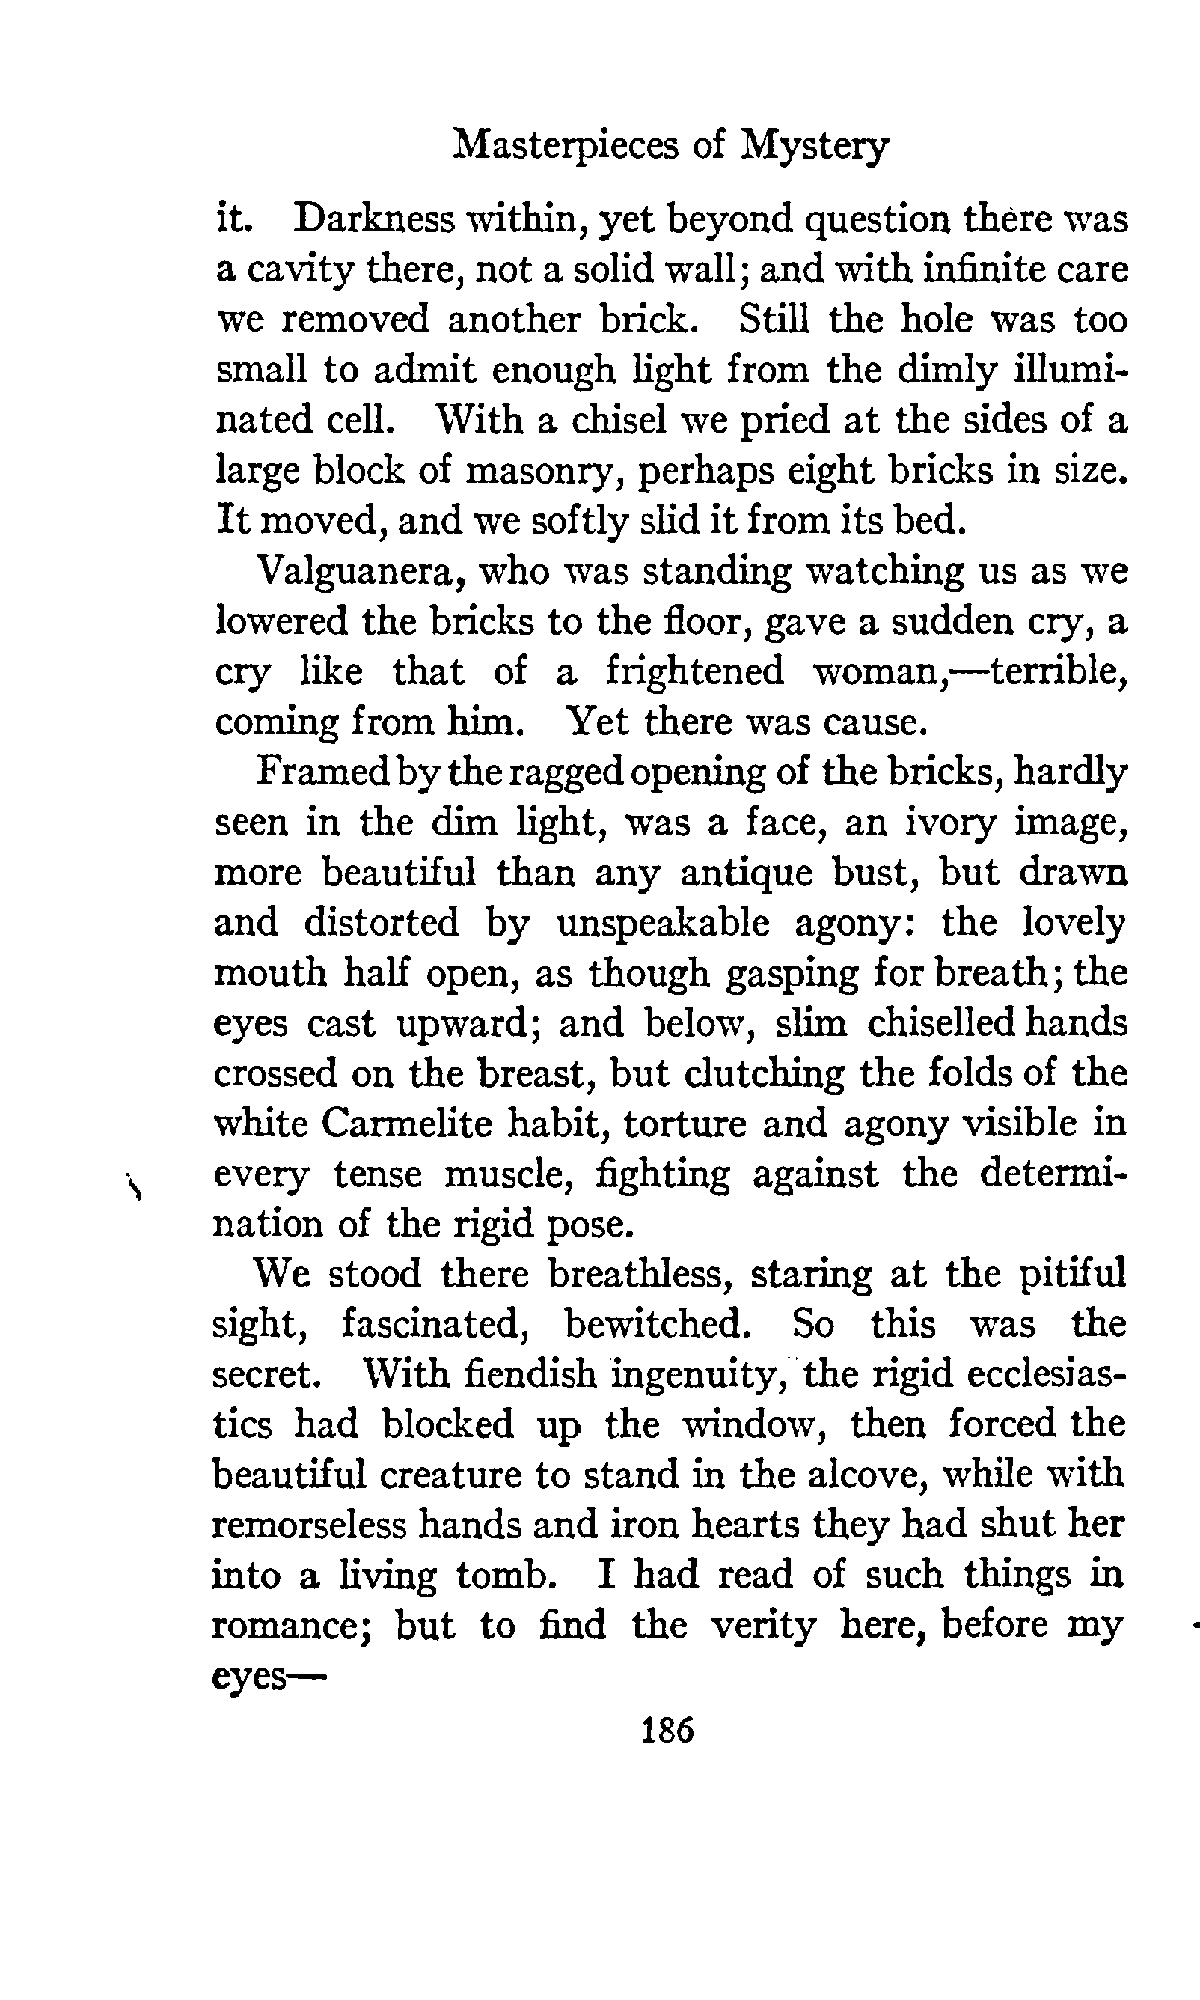 Masterpieces of Mystery
it. Darkness within, yet beyond question there was
a cavity there, not a solid wall; and with infinite care
we removed another brick. Still the hole was too
small to admit enough light from the dimly illumi-
nated cell. With a chisel we pried at the sides of a
large block of masonry, perhaps eight bricks in size.
It moved, and we softly slid it from its bed.
Valguanera, who was standing watching us as we
lowered the bricks to the floor, gave a sudden cry, a
cry like that of a frightened woman,—terrible,
coming from him. Yet there was cause.
Framed by the ragged opening of the bricks, hardly
seen in the dim light, was a face, an ivory image,
more beautiful than any antique bust, but drawn
and distorted by unspeakable agony: the lovely
mouth half open, as though gasping for breath; the
eyes cast upward; and below, slim chiselled hands
crossed on the breast, but clutching the folds of the
white Carmelite habit, torture and agony visible in
every tense muscle, fighting against the determi-
nation of the rigid pose.
We stood there breathless, staring at the pitiful
sight, fascinated, bewitched. So this was the
secret. With fiendish ingenuity, the rigid ecclesias-
tics had blocked up the window, then forced the
beautiful creature to stand in the alcove, while with
remorseless hands and iron hearts they had shut her
into a living tomb. I had read of such things in
romance; but to find the verity here, before my
eyes—
186